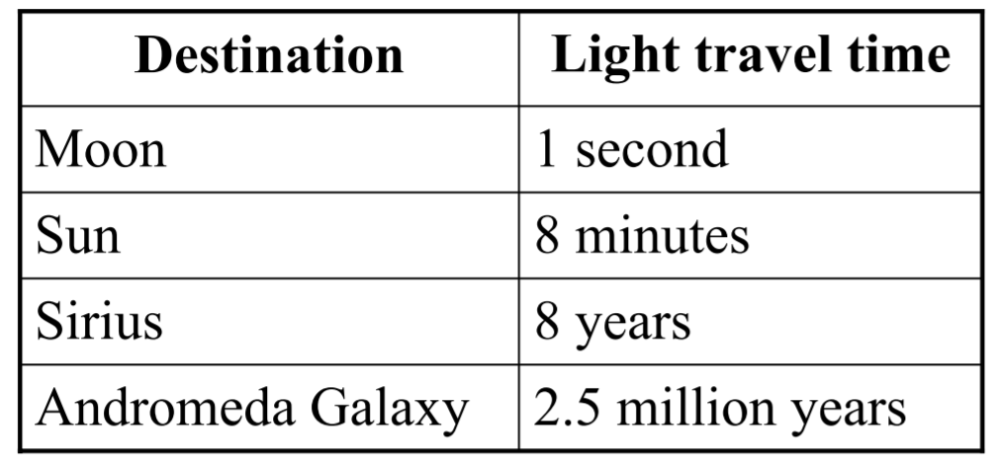 Destination Light travel time
Moon 1 second
Sun 8 minutes
Sirius 8 years
Andromeda Galaxy 2.5 million years